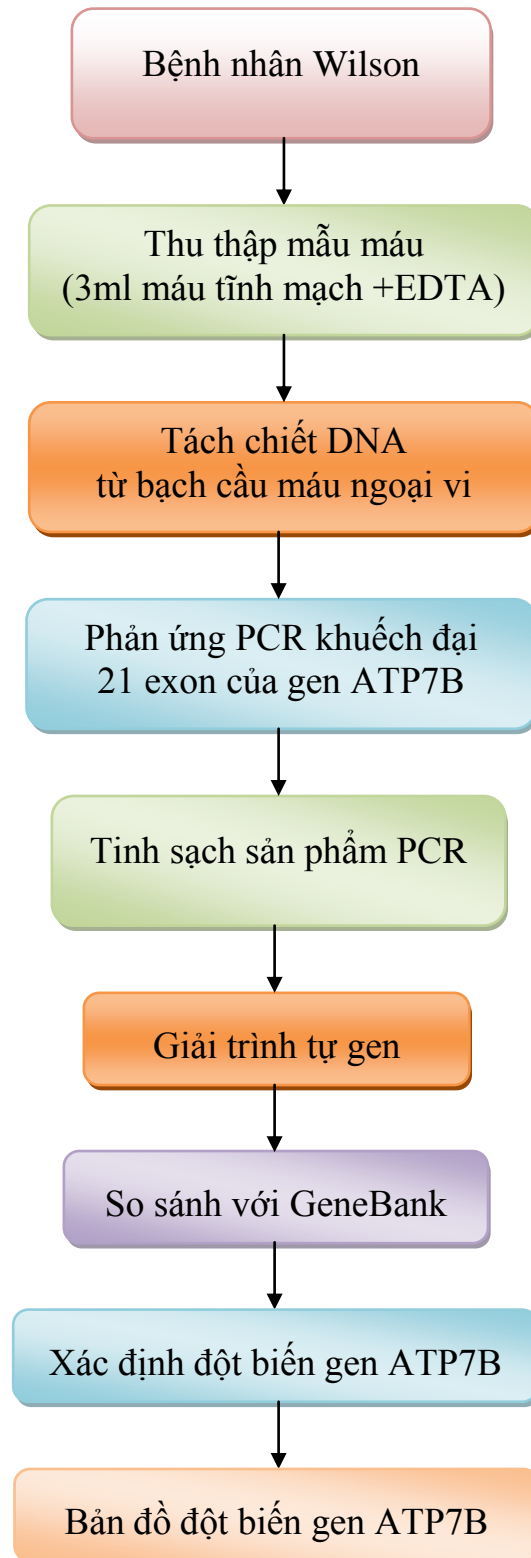 Bệnh nhân Wilson
Thu thập mẫu máu
(3ml máu tĩnh mạch +EDTA)
Tách chiết DNA
từ bạch cầu máu ngoại vi
Phản ứng PCR khuếch đại
21 exon của gen ATP7B
Tinh sạch sản phẩm PCR
Giải trình tự gen
So sánh với GeneBank
Xác định đột biến gen ATP7B
Bản đồ đột biến gen ATP7B